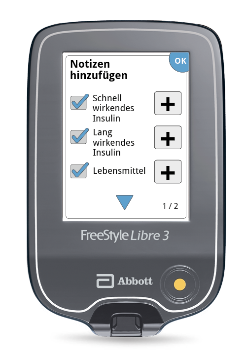 OK
Notizen
hinzufügen
Schnell
wirkendes
Insulin
+
Lang
wirkendes
Insulin
+
Lebensmittel
+
1 / 2
FreeStyle Libre 3
Abbott